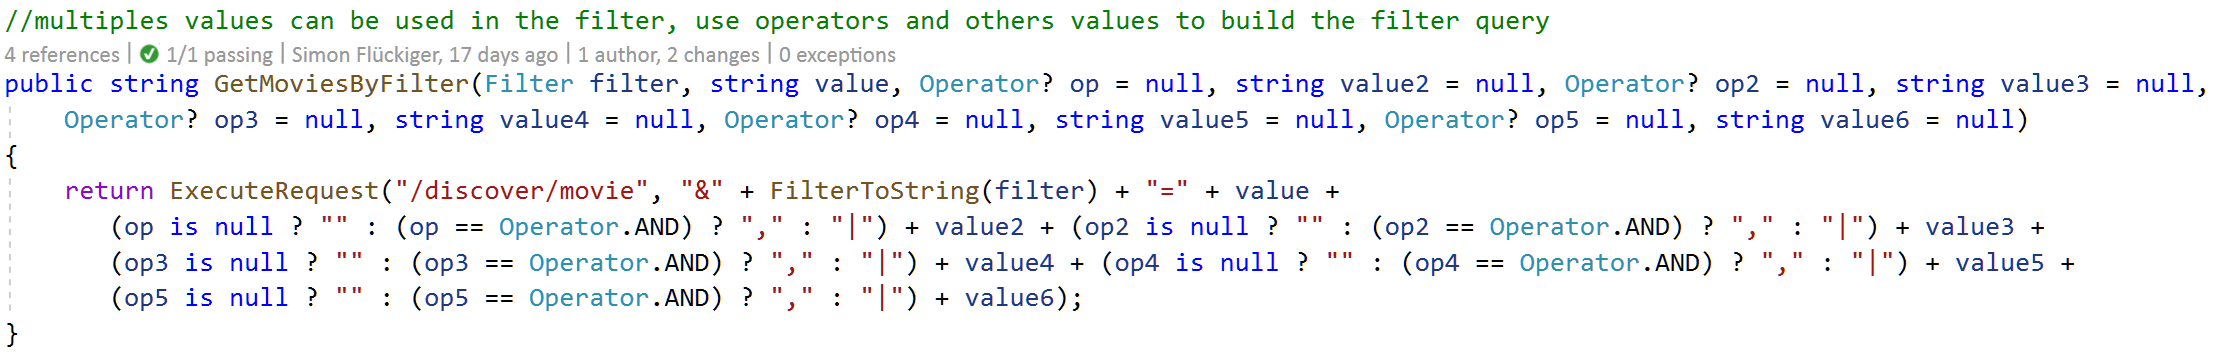 //multiples values can be used in the filter, use operators and others values to build the filter query
4 references | 1/1 passing | Simon Flückiger, 17 days ago | 1 author, 2 changes | 0 exceptions
public string GetMoviesByFilter(Filter filter, string value, Operator? op = null, string value2 = null, Operator? op2 = null, string value3 = null,
    Operator? op3 = null, string value4 = null, Operator? op4 = null, string value5 = null, Operator? op5 = null, string value6 = null)
{
    return ExecuteRequest("/discover/movie", "&" + FilterToString(filter) + "=" + value +
       (op is null ? "" : (op == Operator.AND) ? "," : "|") + value2 + (op2 is null ? "" : (op2 == Operator.AND) ? "," : "|") + value3 +
       (op3 is null ? "" : (op3 == Operator.AND) ? "," : "|") + value4 + (op4 is null ? "" : (op4 == Operator.AND) ? "," : "|") + value5 +
       (op5 is null ? "" : (op5 == Operator.AND) ? "," : "|") + value6);
}